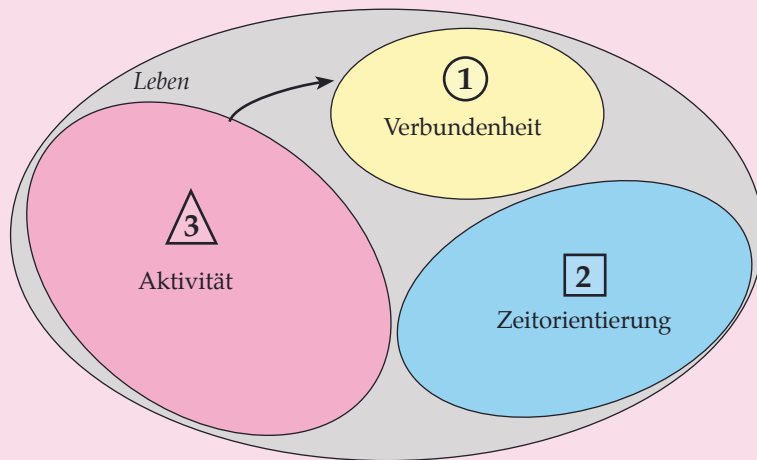 Leben
1
Verbundenheit
3
Aktivität
2
Zeitorientierung